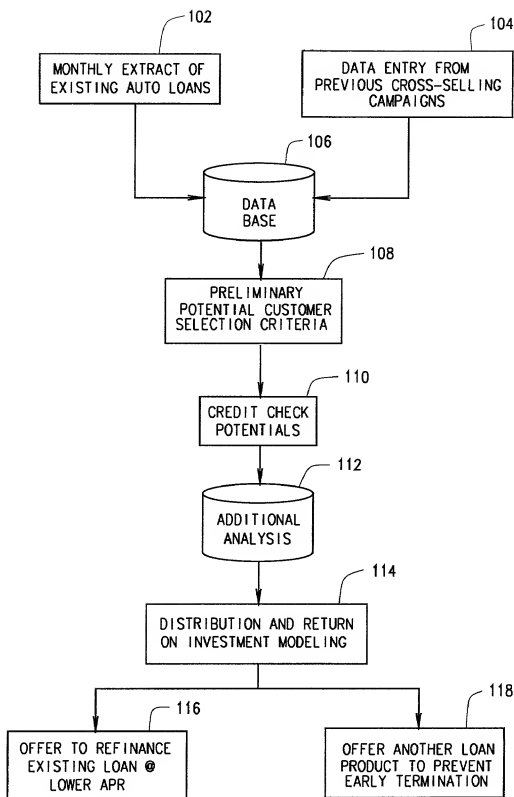 102
MONTHLY EXTRACT OF
EXISTING AUTO LOANS
104
DATA ENTRY FROM
PREVIOUS CROSS-SELLING
CAMPAIGNS
106
DATA
BASE
108
PRELIMINARY
POTENTIAL CUSTOMER
SELECTION CRITERIA
110
CREDIT CHECK
POTENTIALS
112
ADDITIONAL
ANALYSIS
114
DISTRIBUTION AND RETURN
ON INVESTMENT MODELING
116
OFFER TO REFINANCE
EXISTING LOAN @
LOWER APR
118
OFFER ANOTHER LOAN
PRODUCT TO PREVENT
EARLY TERMINATION